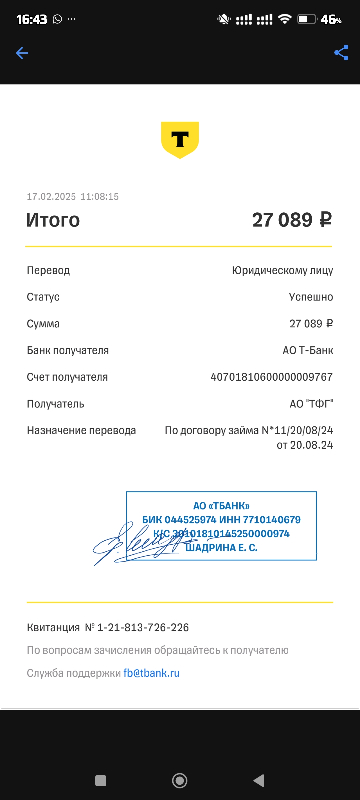 16:43 ... 46%
17.02.2025 11:08:15
Итого 27 089 ₽
Перевод Юридическому лицу
Статус Успешно
Сумма 27 089 ₽
Банк получателя АО Т-Банк
Счет получателя 40701810600000009767
Получатель АО "ТФГ"
Назначение перевода По договору займа N*11/20/08/24
от 20.08.24
АО «ТБАНК»
БИК 044525974 ИНН 7710140679
К/С 30101810145250000974
ШАДРИНА Е. С.
Квитанция № 1-21-813-726-226
По вопросам зачисления обращайтесь к получателю
Служба поддержки fb@tbank.ru